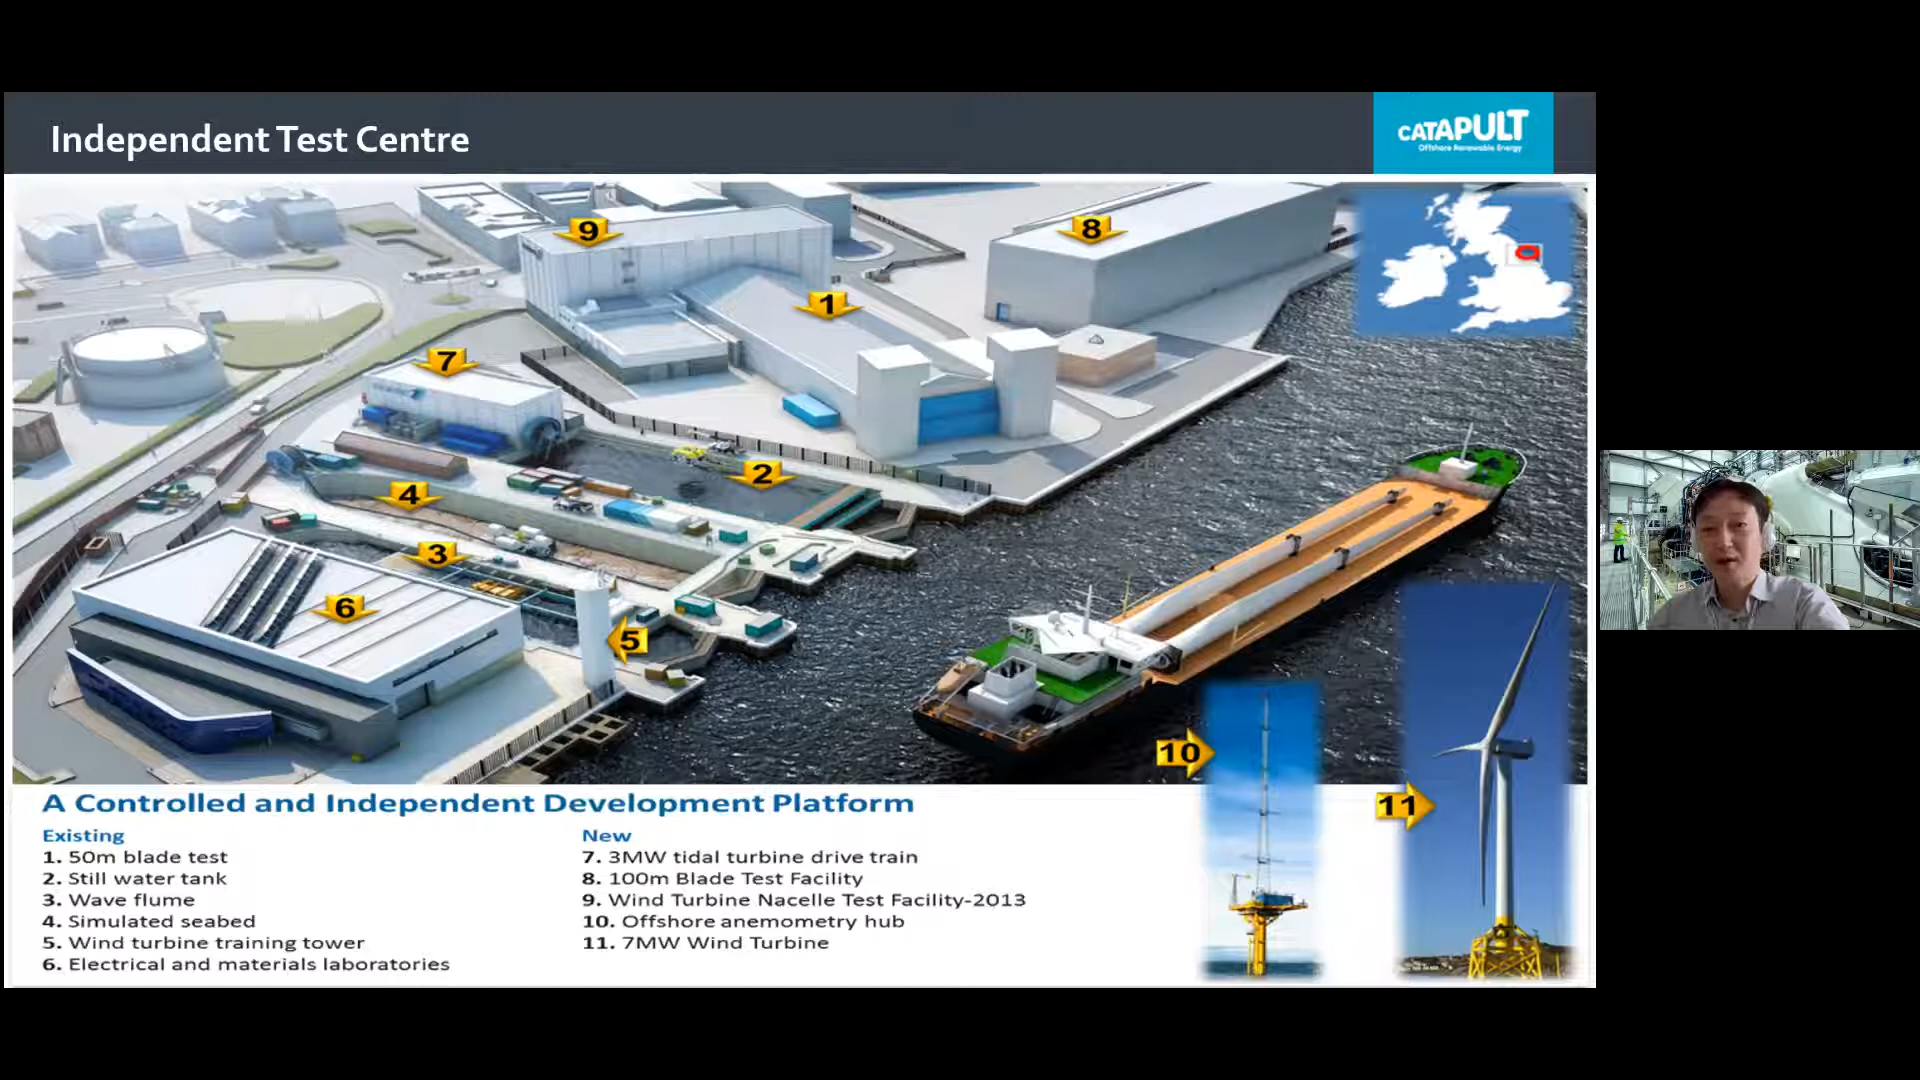 Independent Test Centre
CATAPULT
Offshore Renewable Energy
9
8
1
7
2
4
3
6
5
10
11
A Controlled and Independent Development Platform
Existing
1. 50m blade test
2. Still water tank
3. Wave flume
4. Simulated seabed
5. Wind turbine training tower
6. Electrical and materials laboratories
New
7. 3MW tidal turbine drive train
8. 100m Blade Test Facility
9. Wind Turbine Nacelle Test Facility-2013
10. Offshore anemometry hub
11. 7MW Wind Turbine